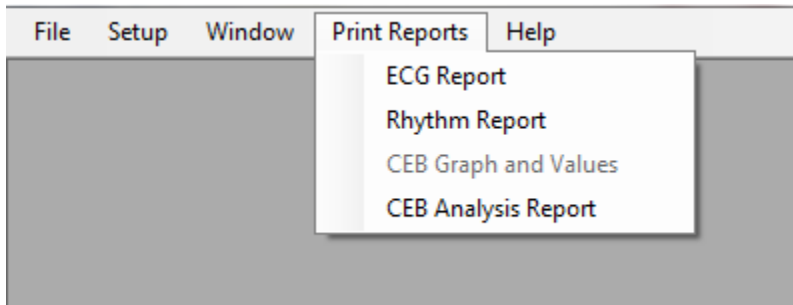 File Setup Window Print Reports Help
ECG Report
Rhythm Report
CEB Graph and Values
CEB Analysis Report